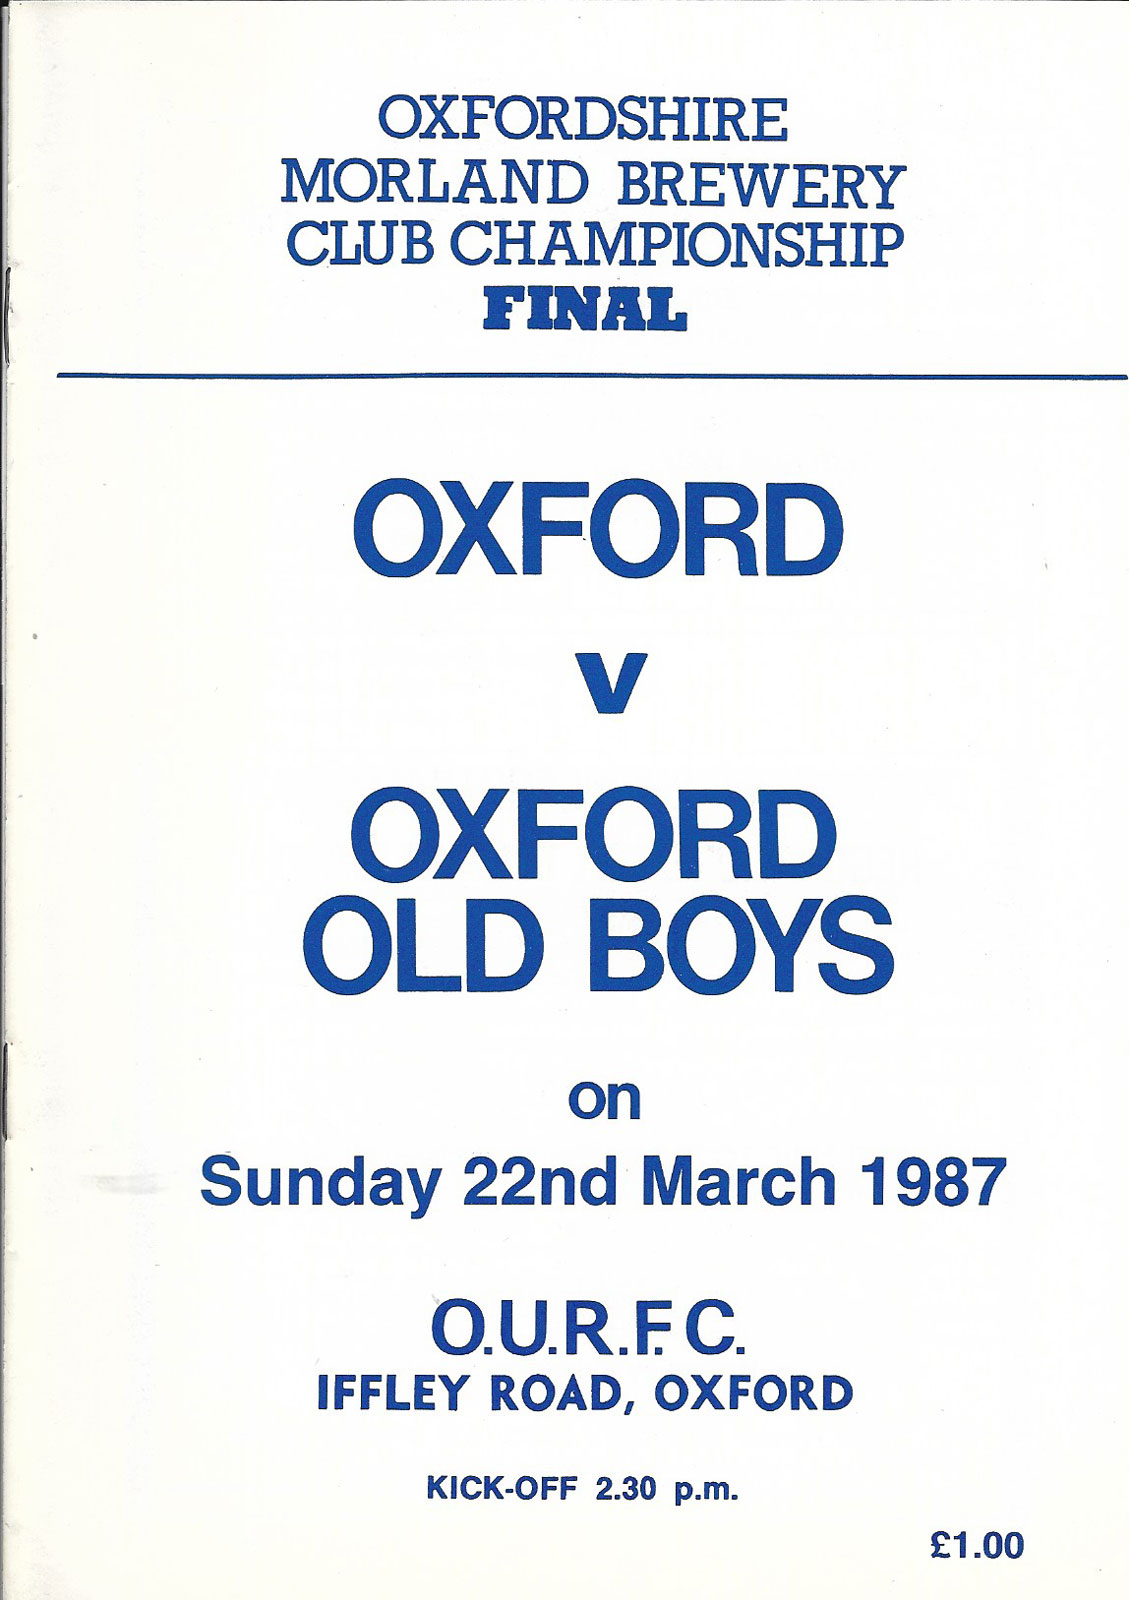 OXFORDSHIRE
MORLAND BREWERY
CLUB CHAMPIONSHIP
FINAL
OXFORD
v
OXFORD
OLD BOYS
on
Sunday 22nd March 1987
O.U.R.F.C.
IFFLEY ROAD, OXFORD
KICK-OFF 2.30 p.m.
£1.00